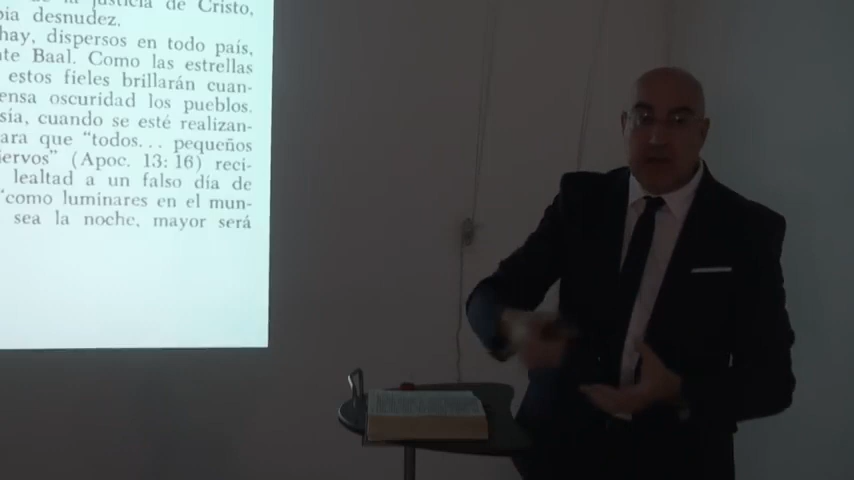 justicia de Cristo,
pia desnudez.
hay, dispersos en todo país,
nte Baal. Como las estrellas
estos fieles brillarán cuan-
ensa oscuridad los pueblos.
sía, cuando se esté realizan-
ara que “todos... pequeños
iervos” (Apoc. 13: 16) reci-
lealtad a un falso día de
“como luminares en el mun-
sea la noche, mayor será